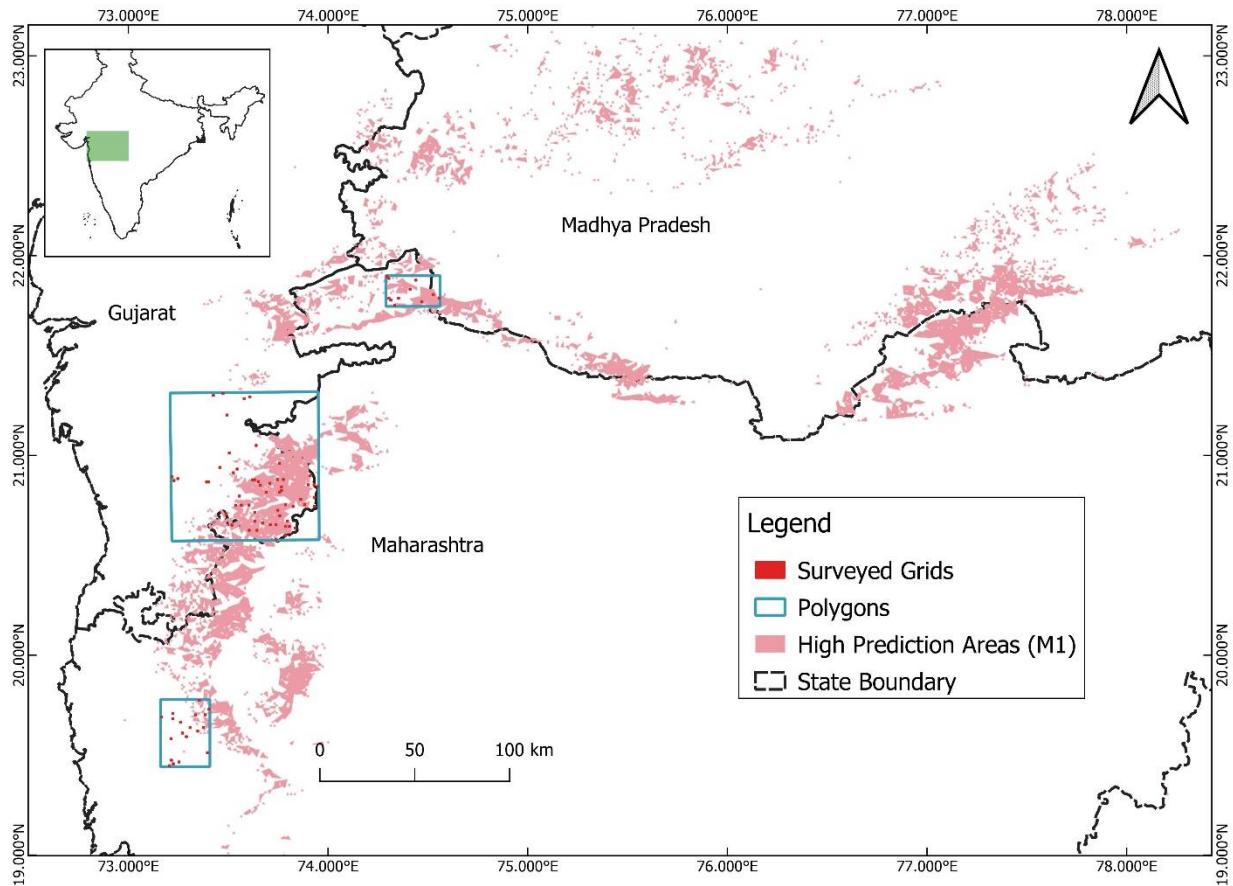 73.000°E 74.000°E 75.000°E 76.000°E 77.000°E 78.000°E
23.000°N 23.000°N
Madhya Pradesh
22.000°N 22.000°N
Gujarat
21.000°N 21.000°N
Maharashtra
Legend
Surveyed Grids
Polygons
High Prediction Areas (M1)
State Boundary
20.000°N 20.000°N
0 50 100 km
19.000°N 19.000°N
73.000°E 74.000°E 75.000°E 76.000°E 77.000°E 78.000°E